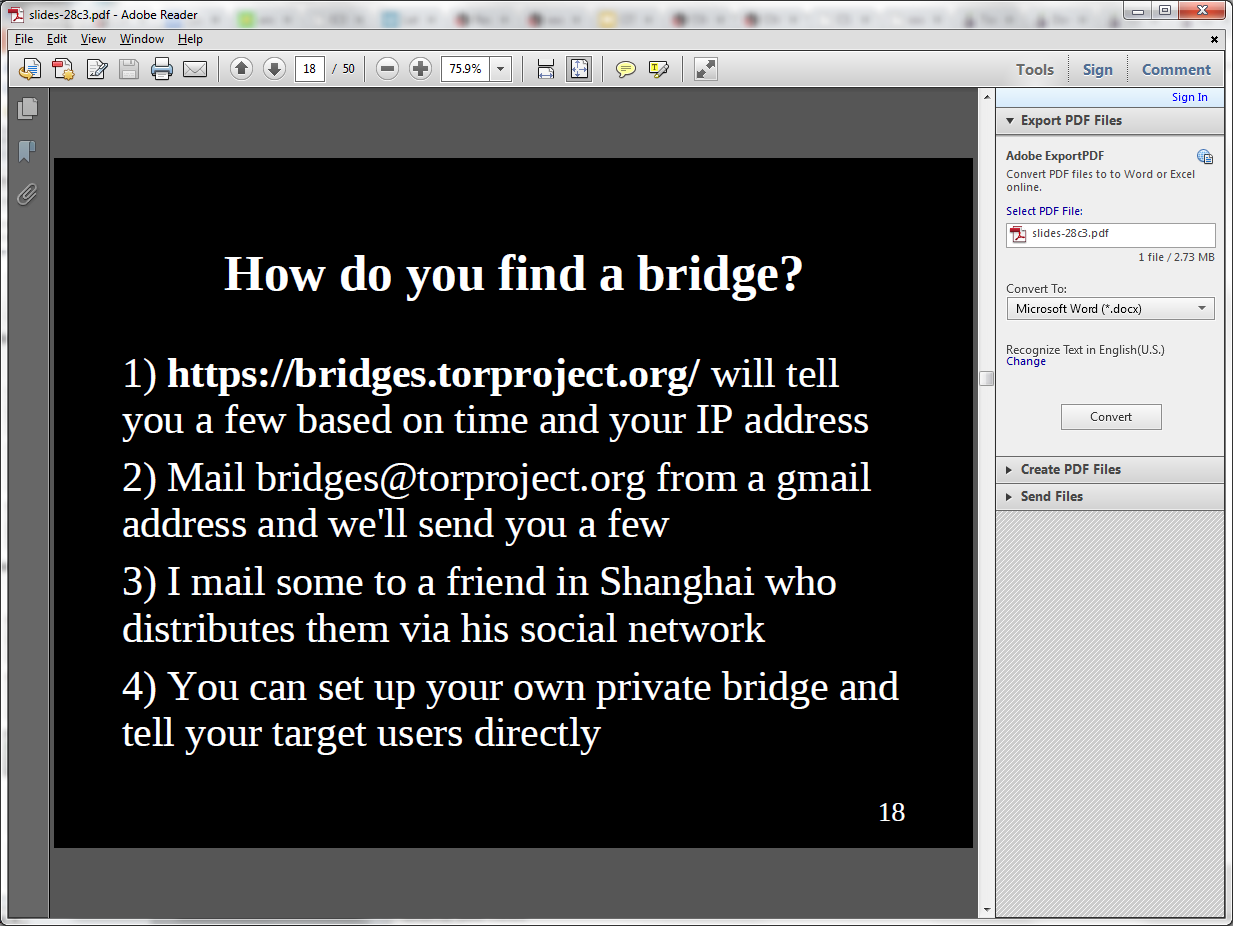 slides-28c3.pdf - Adobe Reader
File Edit View Window Help
18 / 50 75.9% Tools Sign Comment
Sign In
Export PDF Files
Adobe ExportPDF
Convert PDF files to to Word or Excel
online.
Select PDF File:
slides-28c3.pdf
1 file / 2.73 MB
Convert To:
Microsoft Word (*.docx)
Recognize Text in English(U.S.)
Change
Convert
Create PDF Files
Send Files
How do you find a bridge?
1) https://bridges.torproject.org/ will tell
you a few based on time and your IP address
2) Mail bridges@torproject.org from a gmail
address and we'll send you a few
3) I mail some to a friend in Shanghai who
distributes them via his social network
4) You can set up your own private bridge and
tell your target users directly
18